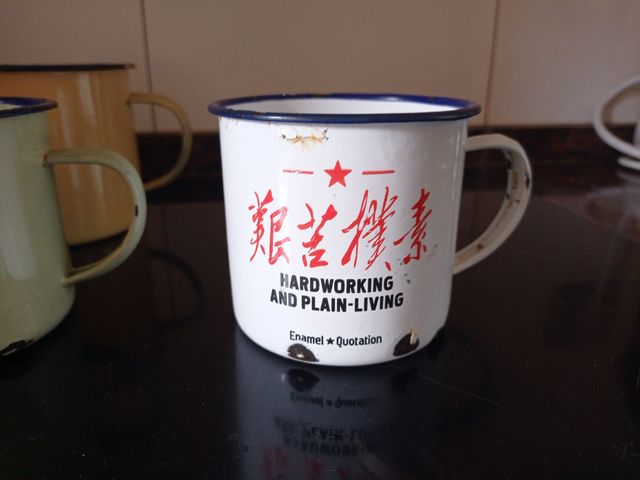 艱苦樸素
HARDWORKING
AND PLAIN-LIVING
Enamel ★ Quotation